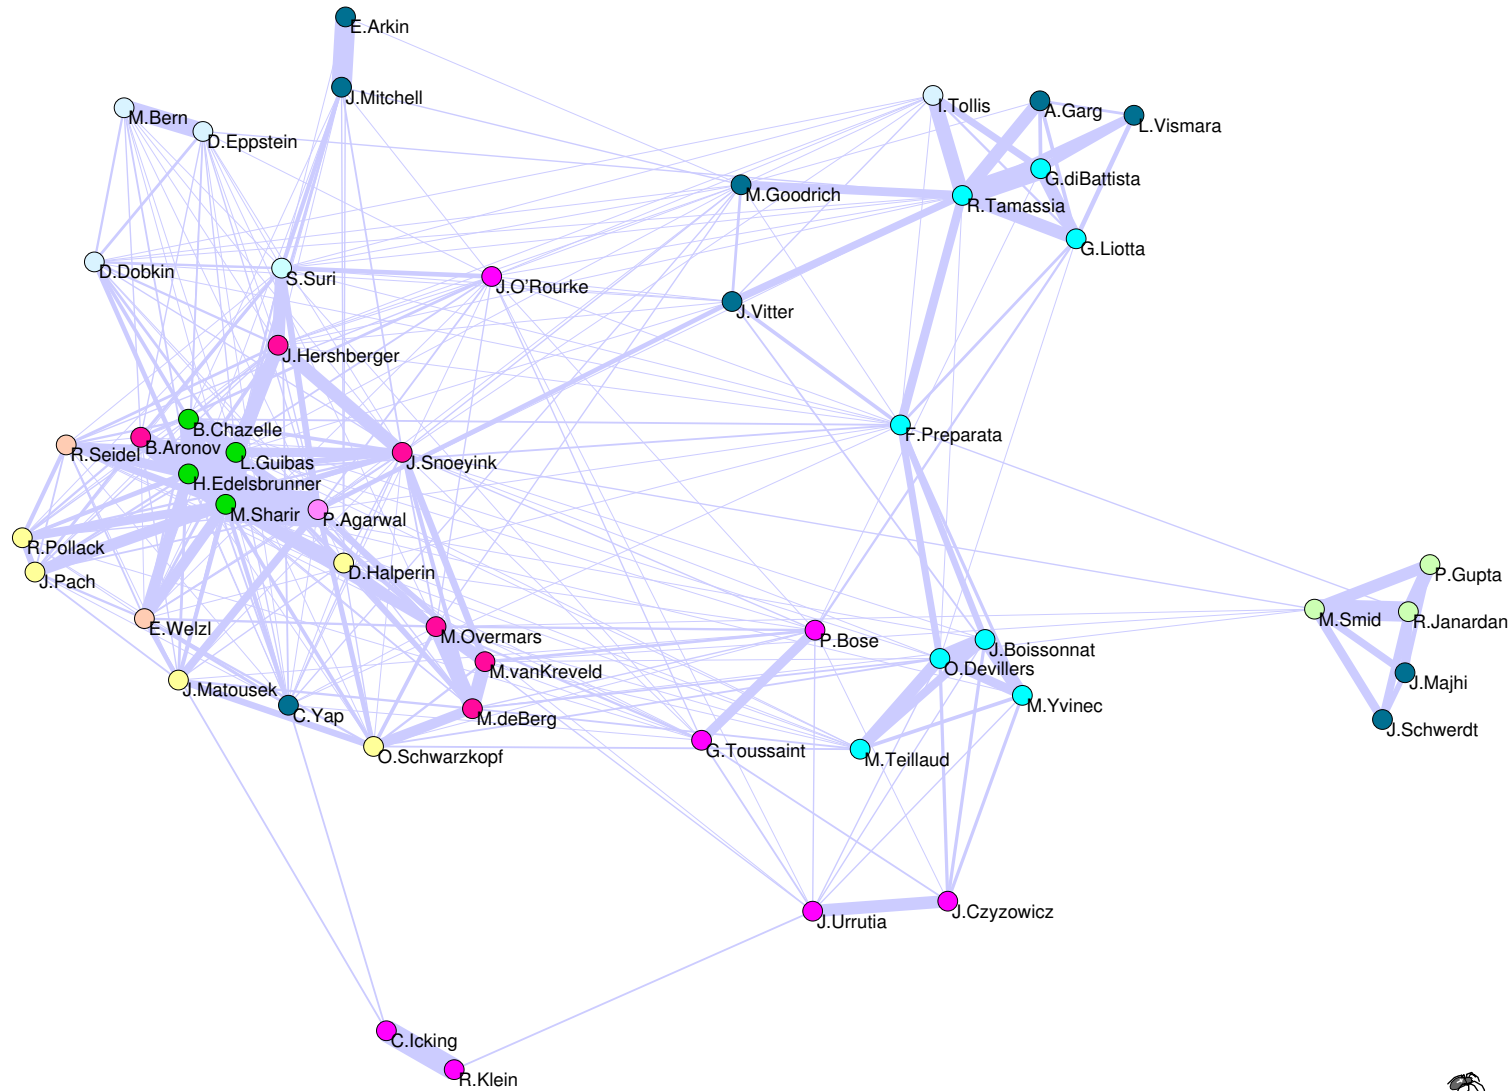 E.Arkin
J.Mitchell
M.Bern
D.Eppstein
I.Tollis
A.Garg
L.Vismara
G.diBattista
M.Goodrich
R.Tamassia
G.Liotta
D.Dobkin
S.Suri
J.O'Rourke
J.Vitter
J.Hershberger
B.Chazelle
B.Aronov
R.Seidel
L.Guibas
J.Snoeyink
F.Preparata
H.Edelsbrunner
M.Sharir
P.Agarwal
R.Pollack
J.Pach
D.Halperin
P.Gupta
M.Smid
R.Janardan
E.Welzl
M.Overmars
P.Bose
J.Boissonnat
O.Devillers
M.vanKreveld
J.Majhi
J.Matousek
M.Yvinec
C.Yap
M.deBerg
J.Schwerdt
O.Schwarzkopf
G.Toussaint
M.Teillaud
J.Urrutia
J.Czyzowicz
C.Icking
R.Klein